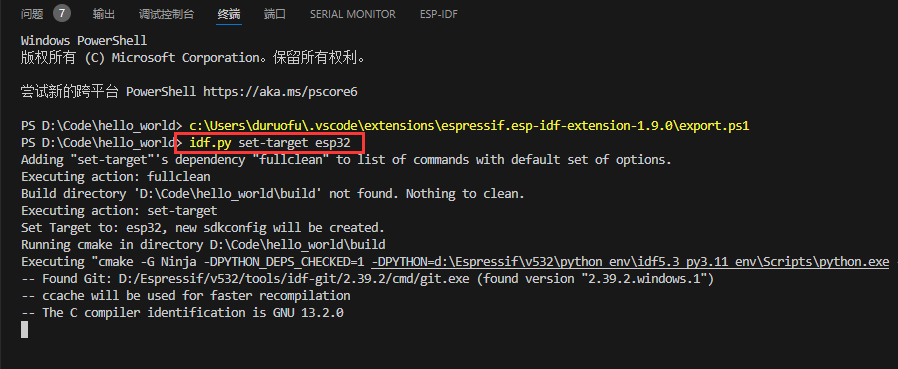 问题 7 输出 调试控制台 终端 端口 SERIAL MONITOR ESP-IDF
Windows PowerShell
版权所有 (C) Microsoft Corporation。保留所有权利。
尝试新的跨平台 PowerShell https://aka.ms/pscore6
PS D:\Code\hello_world> c:\Users\duruofu\.vscode\extensions\espressif.esp-idf-extension-1.9.0\export.ps1
PS D:\Code\hello_world> idf.py set-target esp32
Adding "set-target"'s dependency "fullclean" to list of commands with default set of options.
Executing action: fullclean
Build directory 'D:\Code\hello_world\build' not found. Nothing to clean.
Executing action: set-target
Set Target to: esp32, new sdkconfig will be created.
Running cmake in directory D:\Code\hello_world\build
Executing "cmake -G Ninja -DPYTHON_DEPS_CHECKED=1 -DPYTHON=d:\Espressif\v532\python_env\idf5.3_py3.11_env\Scripts\python.exe -
-- Found Git: D:/Espressif/v532/tools/idf-git/2.39.2/cmd/git.exe (found version "2.39.2.windows.1")
-- ccache will be used for faster recompilation
-- The C compiler identification is GNU 13.2.0